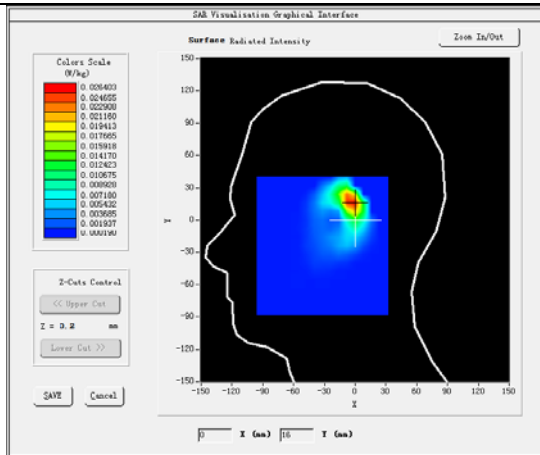 SAR Visualisation Graphical Interface
Surface Radiated Intensity
Zoom In/Out
Colors Scale
(W/kg)
0.026403
0.024655
0.022908
0.021160
0.019413
0.017665
0.015918
0.014170
0.012423
0.010675
0.008928
0.007180
0.005432
0.003685
0.001937
0.000190
150
120
90
60
30
0
-30
-60
-90
-120
-150
Y
-150 -120 -90 -60 -30 0 30 60 90 120 150
X
Z-Cuts Control
<< Upper Cut
Z = 0.2 mm
Lower Cut >>
SAVE Cancel
0 X (mm) 16 Y (mm)